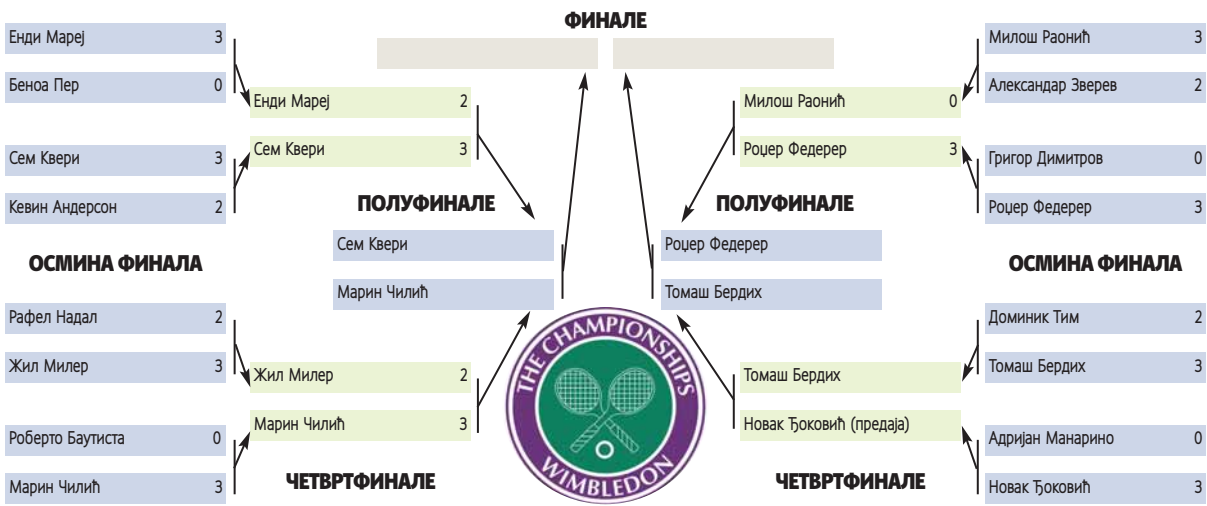 ФИНАЛЕ
Енди Мареј 3
Беноа Пер 0
Сем Квери 3
Кевин Андерсон 2
ОСМИНА ФИНАЛА
Рафел Надал 2
Жил Милер 3
Роберто Баутиста 0
Марин Чилић 3
Енди Мареј 2
Сем Квери 3
Жил Милер 2
Марин Чилић 3
ЧЕТВРТФИНАЛЕ
ПОЛУФИНАЛЕ
Сем Квери
Марин Чилић
THE CHAMPIONSHIPS
WIMBLEDON
ПОЛУФИНАЛЕ
Роџер Федерер
Томаш Бердих
Милош Раонић 0
Роџер Федерер 3
Томаш Бердих
Новак Ђоковић (предаја)
ЧЕТВРТФИНАЛЕ
Милош Раонић 3
Александар Зверев 2
Григор Димитров 0
Роџер Федерер 3
ОСМИНА ФИНАЛА
Доминик Тим 2
Томаш Бердих 3
Адријан Манарино 0
Новак Ђоковић 3